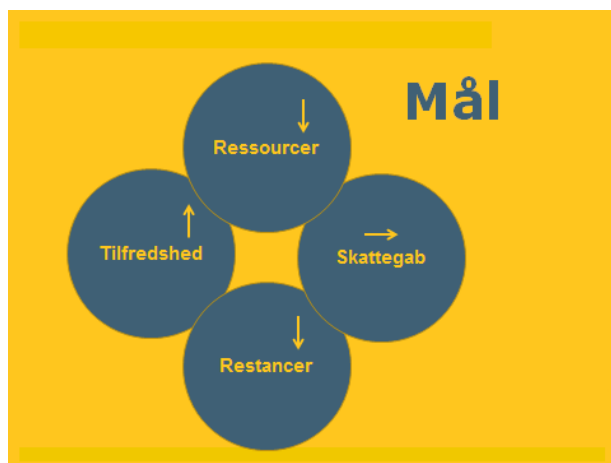 Mål
Ressourcer
Tilfredshed
Skattegab
Restancer